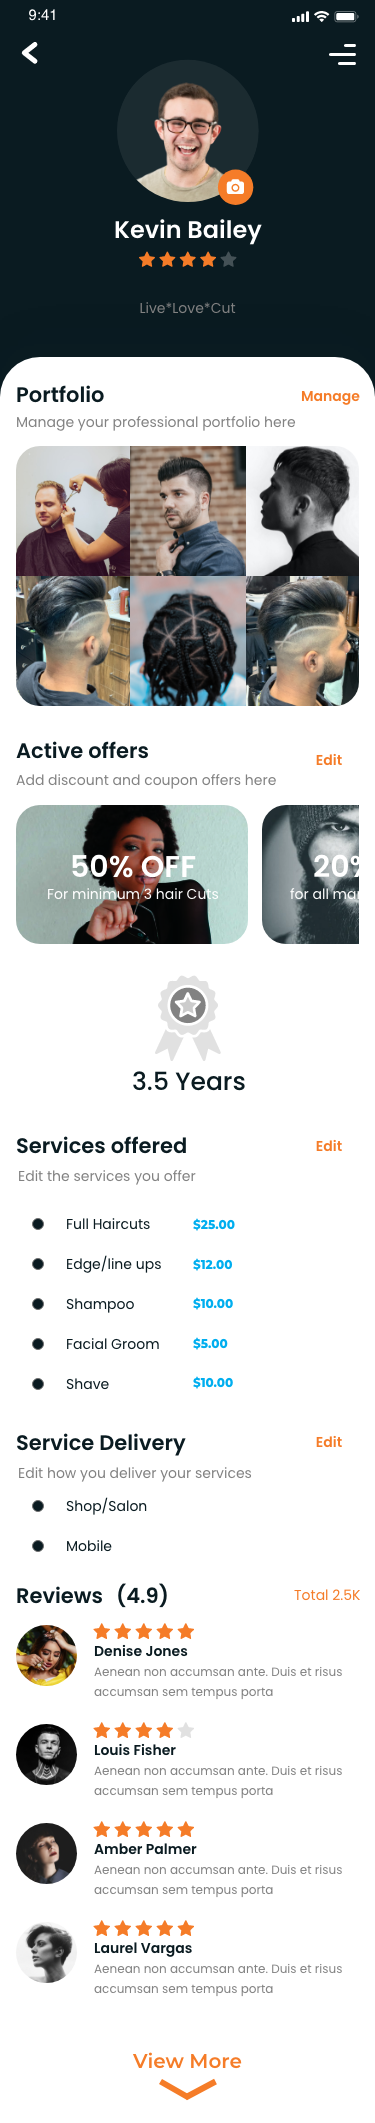 9:41
Kevin Bailey
Live*Love*Cut
Portfolio
Manage
Manage your professional portfolio here
Active offers
Edit
Add discount and coupon offers here
50% OFF
For minimum 3 hair Cuts
20%
for all mar
3.5 Years
Services offered
Edit
Edit the services you offer
Full Haircuts $25.00
Edge/line ups $12.00
Shampoo $10.00
Facial Groom $5.00
Shave $10.00
Service Delivery
Edit
Edit how you deliver your services
Shop/Salon
Mobile
Reviews (4.9)
Total 2.5K
Denise Jones
Aenean non accumsan ante. Duis et risus
accumsan sem tempus porta
Louis Fisher
Aenean non accumsan ante. Duis et risus
accumsan sem tempus porta
Amber Palmer
Aenean non accumsan ante. Duis et risus
accumsan sem tempus porta
Laurel Vargas
Aenean non accumsan ante. Duis et risus
accumsan sem tempus porta
View More